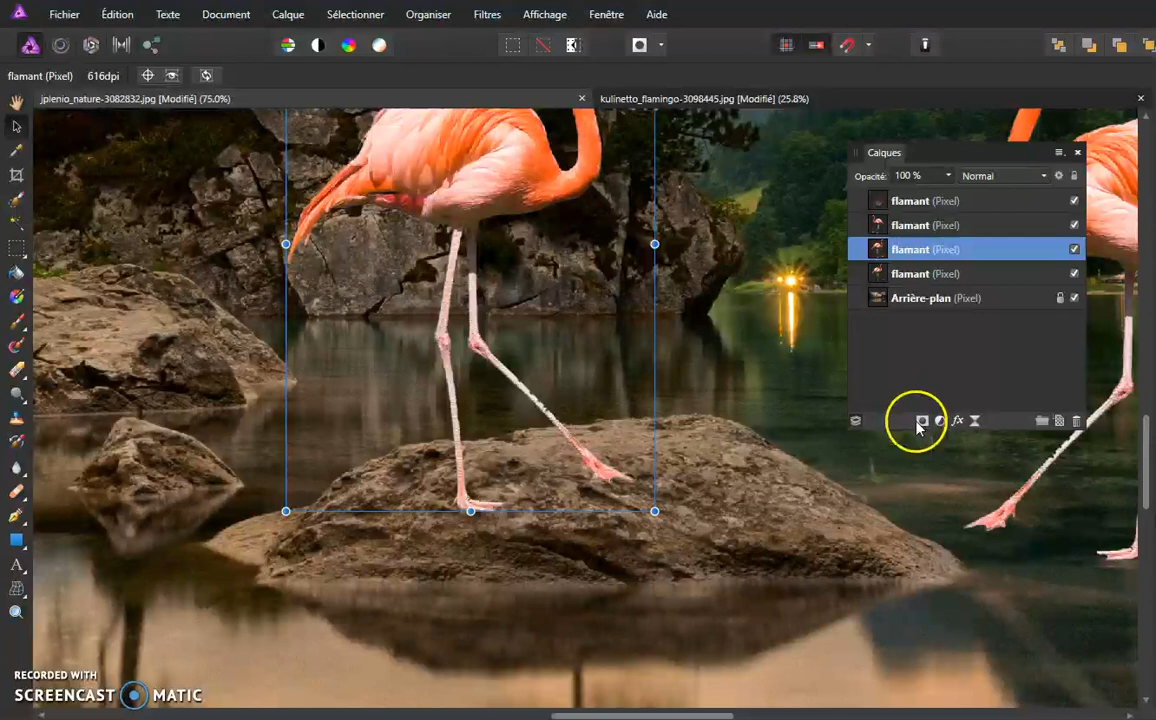 Fichier Édition Texte Document Calque Sélectionner Organiser Filtres Affichage Fenêtre Aide
flamant (Pixel) 616dpi
jplenio_nature-3082832.jpg [Modifié] (75.0%) kulinetto_flamingo-3098445.jpg [Modifié] (25.8%)
Calques
Opacité: 100 % Normal
flamant (Pixel)
flamant (Pixel)
flamant (Pixel)
flamant (Pixel)
Arrière-plan (Pixel)
fx
A
RECORDED WITH
SCREENCAST MATIC